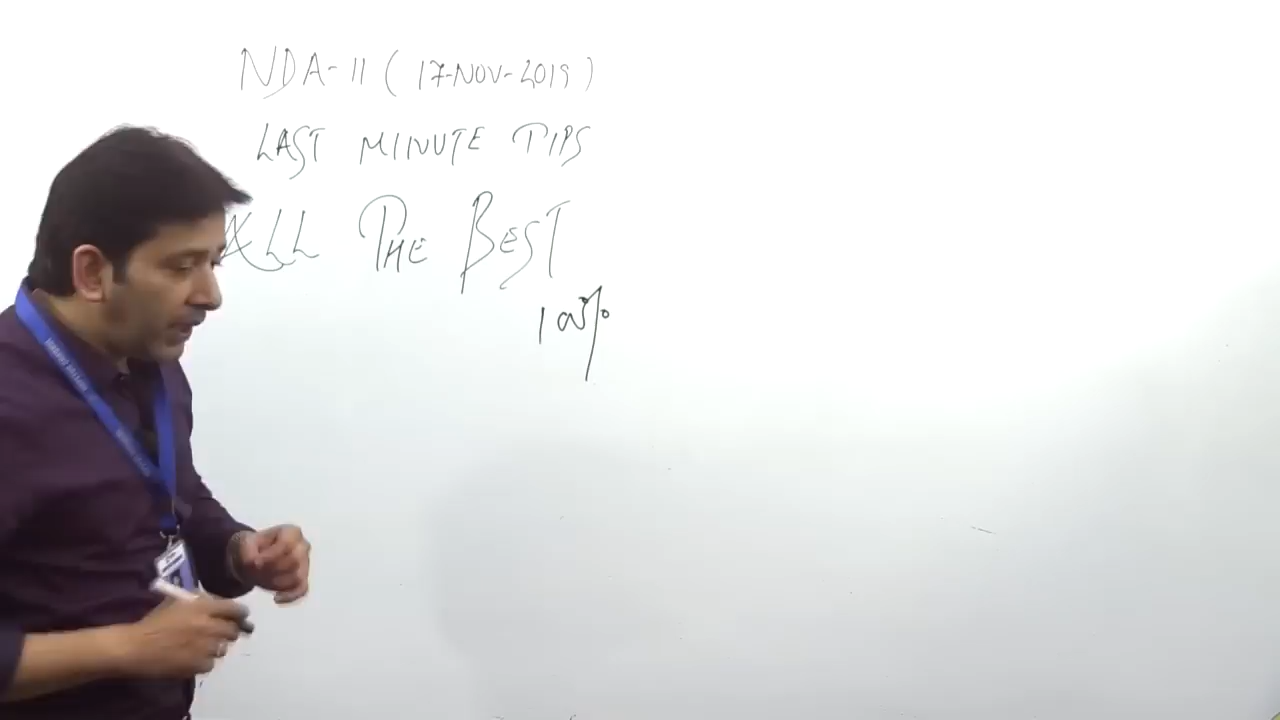 NDA-II (17-NOV-2019)
LAST MINUTE TIPS
ALL THE BEST
100%